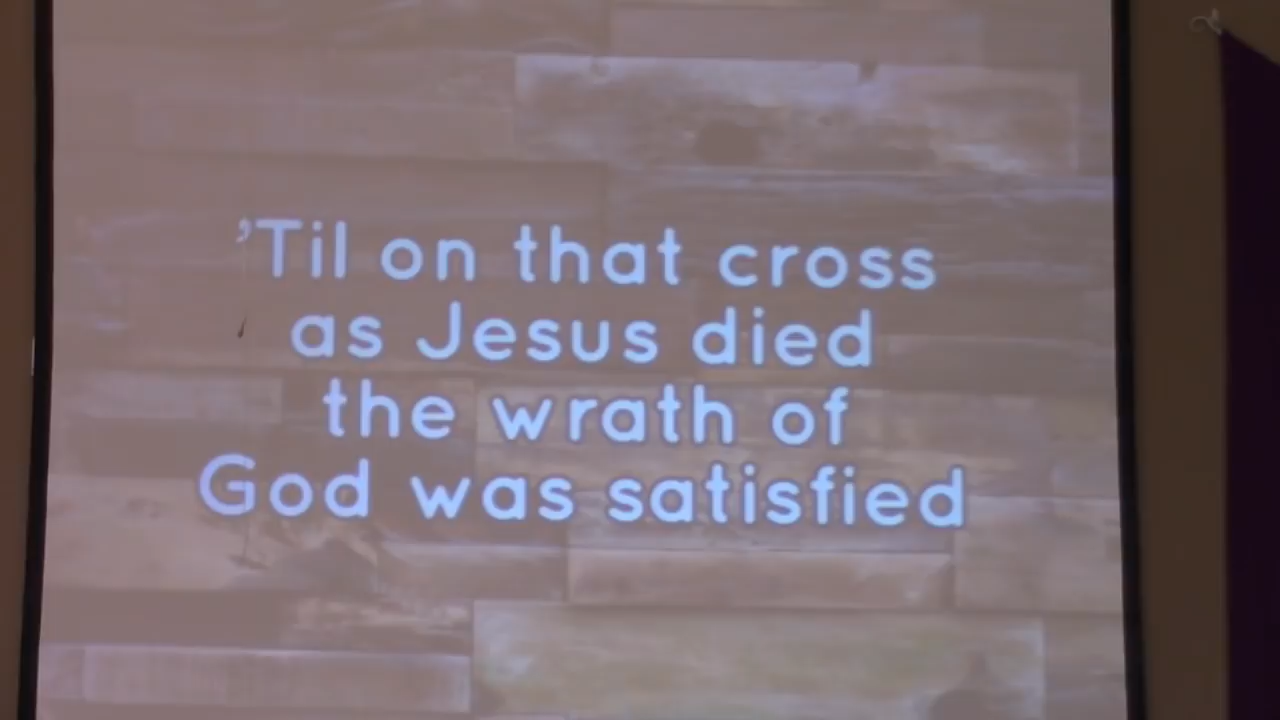 ’Til on that cross
as Jesus died
the wrath of
God was satisfied